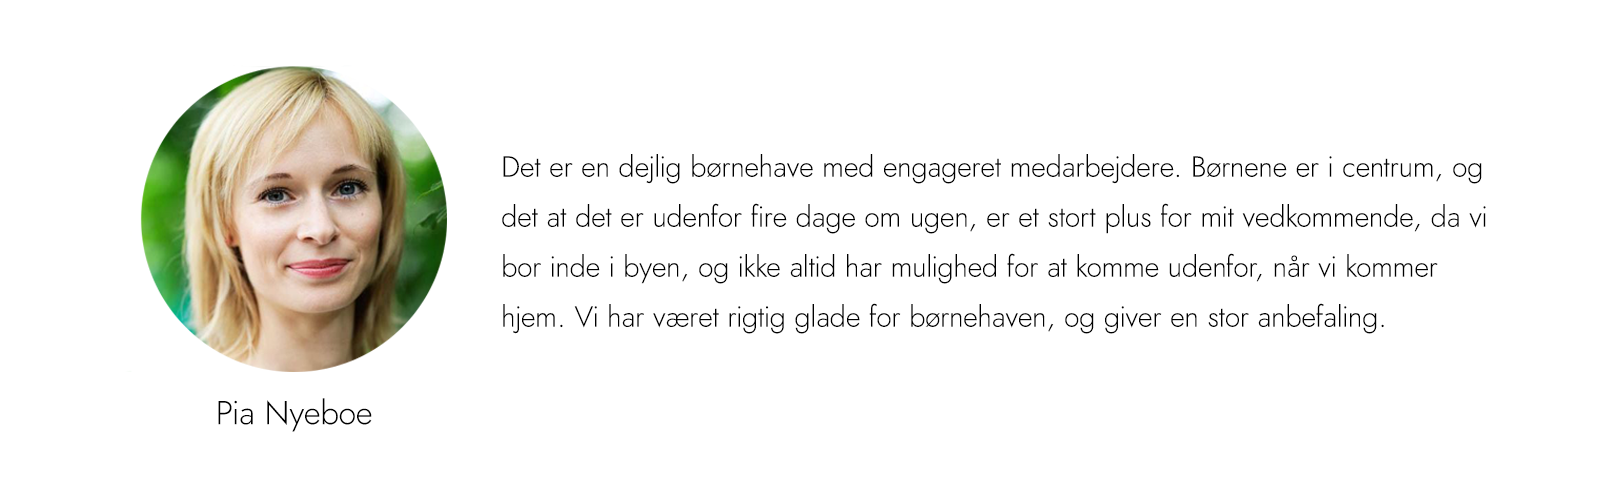 Det er en dejlig børnehave med engageret medarbejdere. Børnene er i centrum, og
det at det er udenfor fire dage om ugen, er et stort plus for mit vedkommende, da vi
bor inde i byen, og ikke altid har mulighed for at komme udenfor, når vi kommer
hjem. Vi har været rigtig glade for børnehaven, og giver en stor anbefaling.
Pia Nyeboe